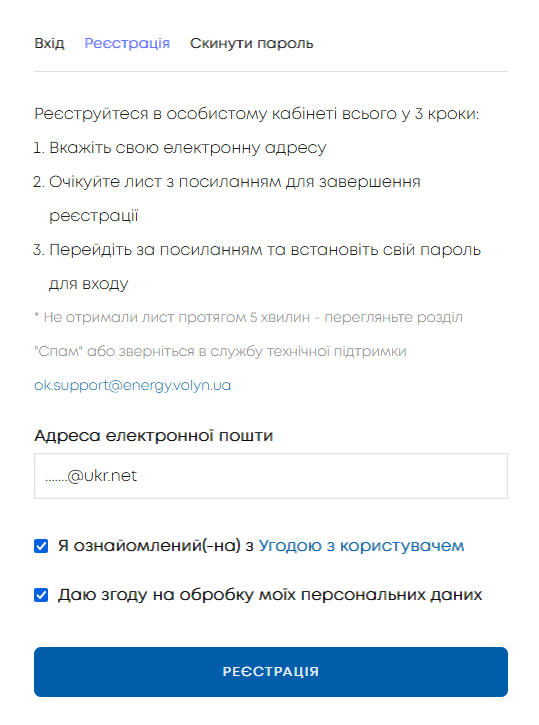 Вхід Реєстрація Скинути пароль
Реєструйтеся в особистому кабінеті всього у 3 кроки:
1. Вкажіть свою електронну адресу
2. Очікуйте лист з посиланням для завершення
реєстрації
3. Перейдіть за посиланням та встановіть свій пароль
для входу
* Не отримали лист протягом 5 хвилин - перегляньте розділ
"Спам" або зверніться в службу технічної підтримки
ok.support@energy.volyn.ua
Адреса електронної пошти
.......@ukr.net
Я ознайомлений(-на) з Угодою з користувачем
Даю згоду на обробку моїх персональних даних
РЕЄСТРАЦІЯ